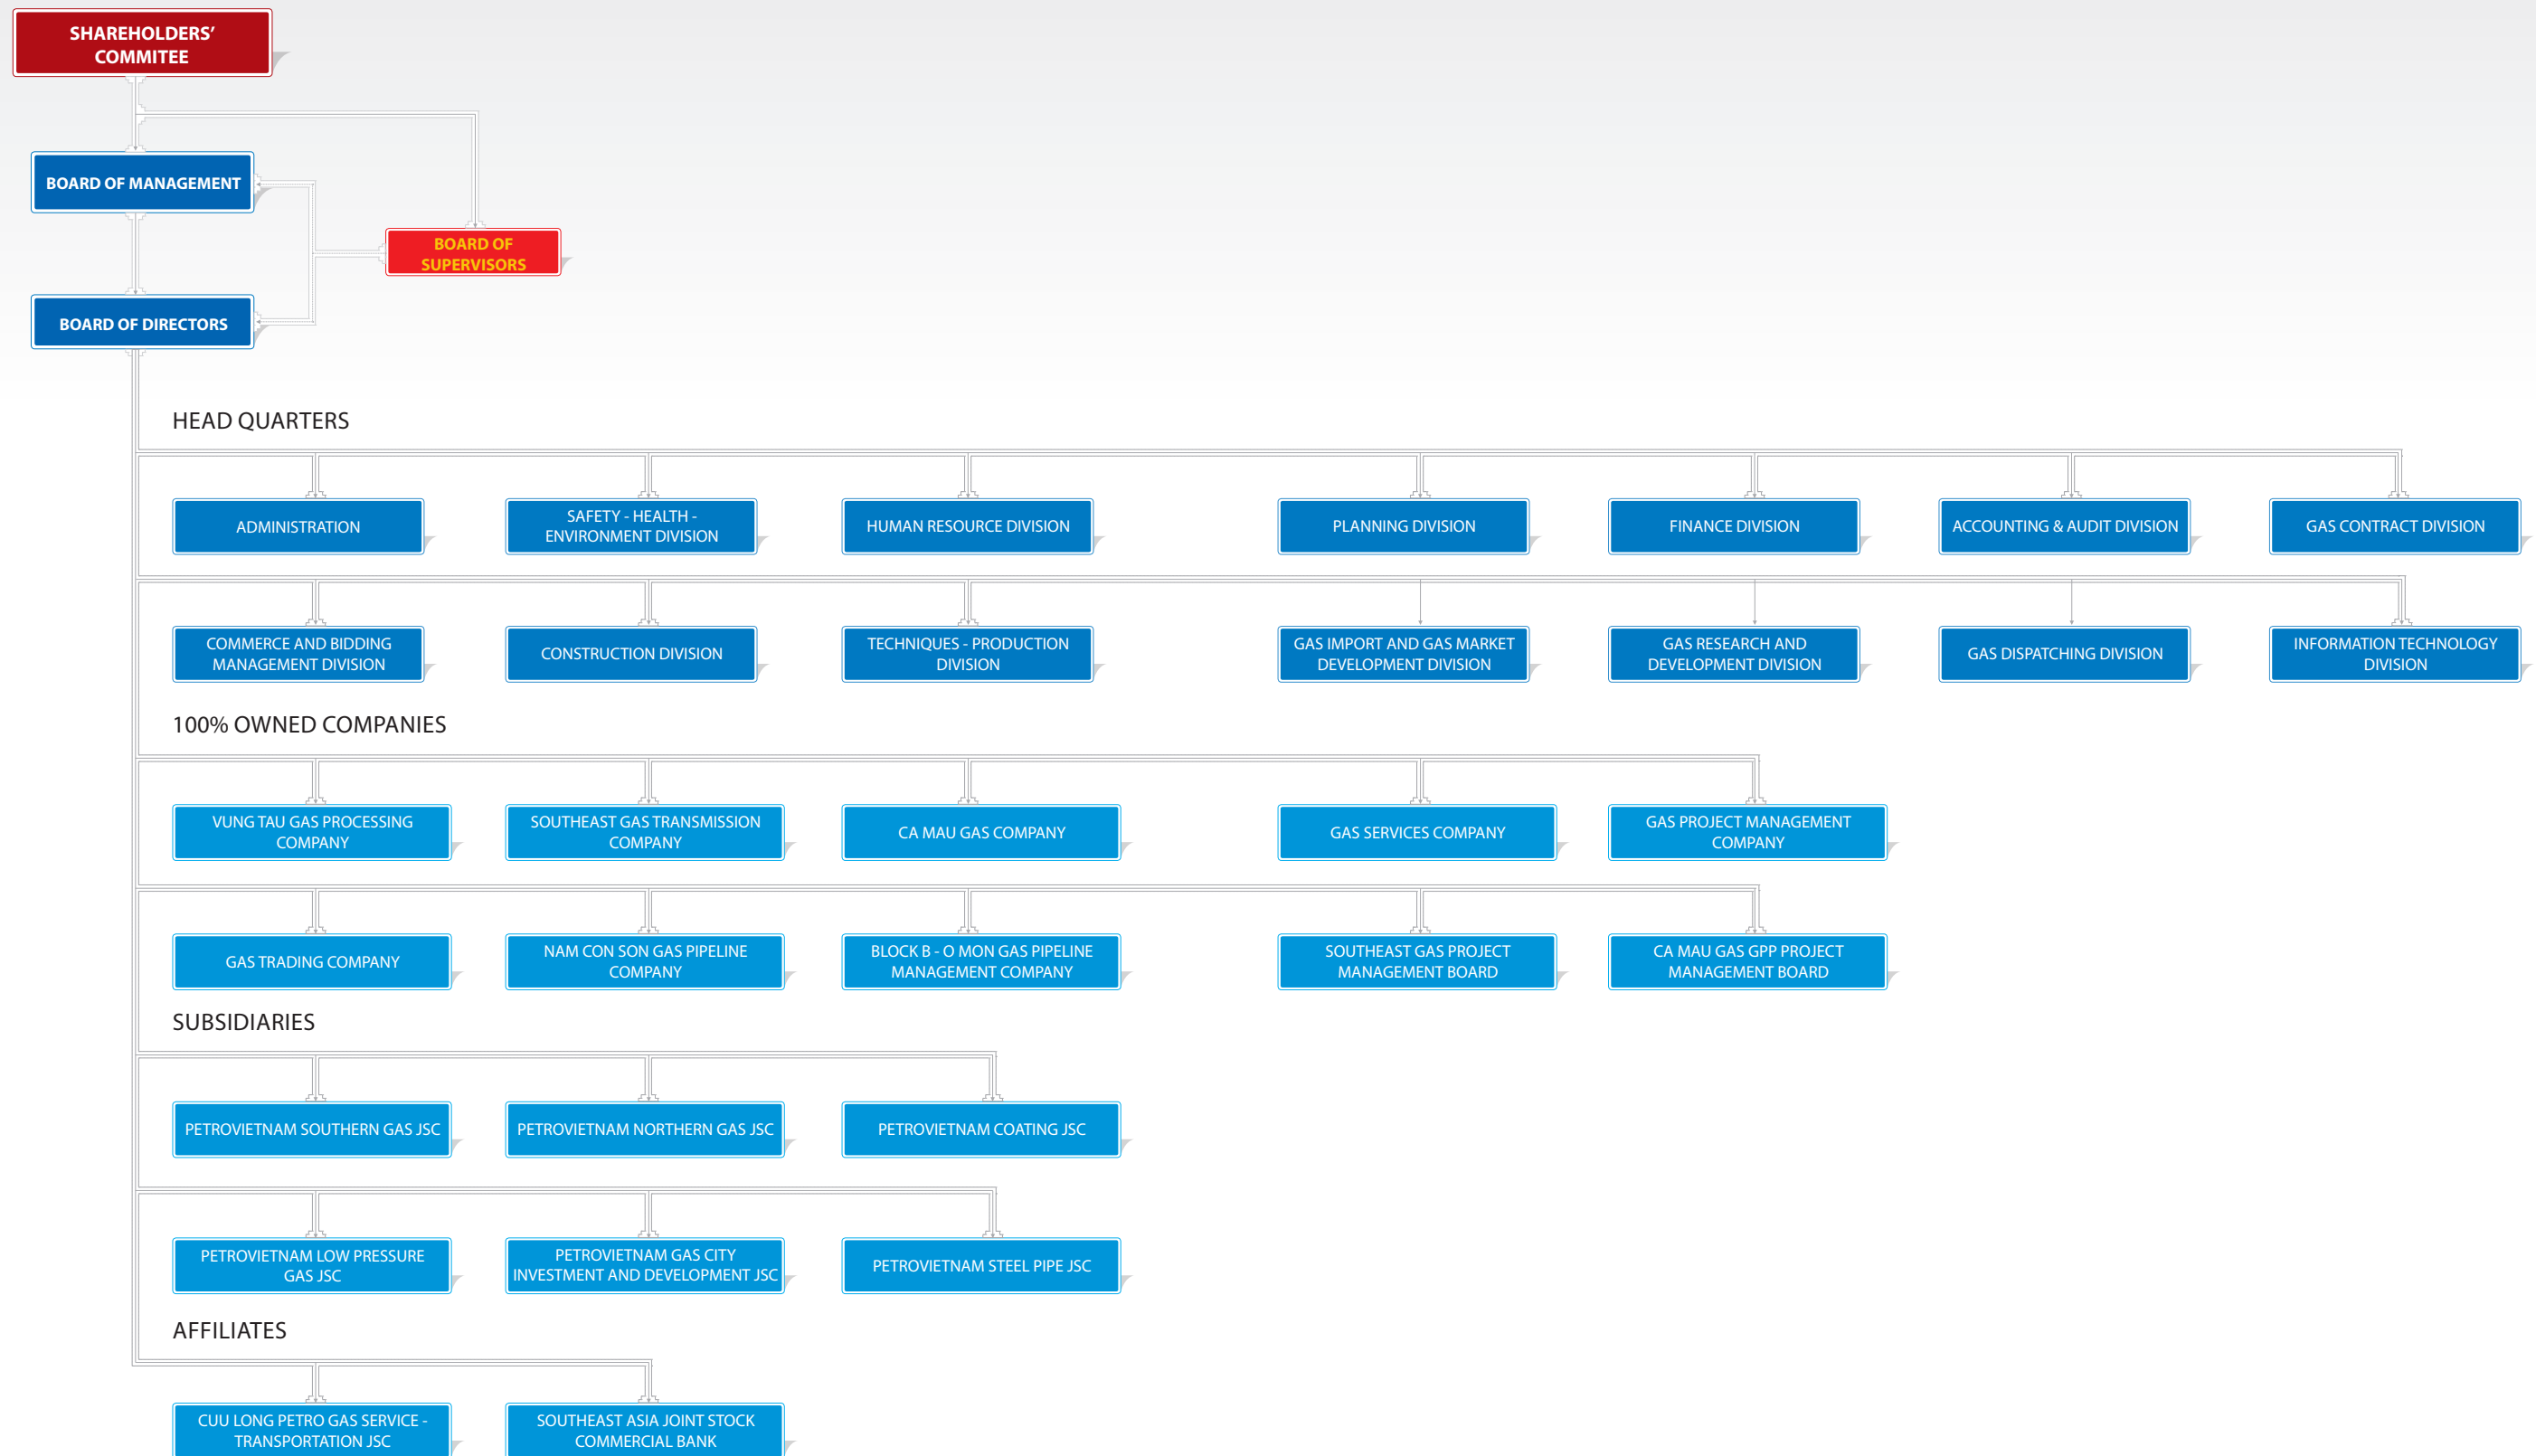 SHAREHOLDERS'
COMMITEE
BOARD OF MANAGEMENT
BOARD OF
SUPERVISORS
BOARD OF DIRECTORS
HEAD QUARTERS
ADMINISTRATION
SAFETY - HEALTH -
ENVIRONMENT DIVISION
HUMAN RESOURCE DIVISION
PLANNING DIVISION
FINANCE DIVISION
ACCOUNTING & AUDIT DIVISION
GAS CONTRACT DIVISION
COMMERCE AND BIDDING
MANAGEMENT DIVISION
CONSTRUCTION DIVISION
TECHNIQUES - PRODUCTION
DIVISION
GAS IMPORT AND GAS MARKET
DEVELOPMENT DIVISION
GAS RESEARCH AND
DEVELOPMENT DIVISION
GAS DISPATCHING DIVISION
INFORMATION TECHNOLOGY
DIVISION
100% OWNED COMPANIES
VUNG TAU GAS PROCESSING
COMPANY
SOUTHEAST GAS TRANSMISSION
COMPANY
CA MAU GAS COMPANY
GAS SERVICES COMPANY
GAS PROJECT MANAGEMENT
COMPANY
GAS TRADING COMPANY
NAM CON SON GAS PIPELINE
COMPANY
BLOCK B - O MON GAS PIPELINE
MANAGEMENT COMPANY
SOUTHEAST GAS PROJECT
MANAGEMENT BOARD
CA MAU GAS GPP PROJECT
MANAGEMENT BOARD
SUBSIDIARIES
PETROVIETNAM SOUTHERN GAS JSC
PETROVIETNAM NORTHERN GAS JSC
PETROVIETNAM COATING JSC
PETROVIETNAM LOW PRESSURE
GAS JSC
PETROVIETNAM GAS CITY
INVESTMENT AND DEVELOPMENT JSC
PETROVIETNAM STEEL PIPE JSC
AFFILIATES
CUU LONG PETRO GAS SERVICE -
TRANSPORTATION JSC
SOUTHEAST ASIA JOINT STOCK
COMMERCIAL BANK